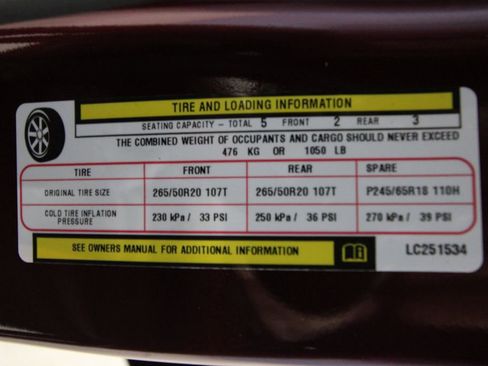 TIRE AND LOADING INFORMATION
SEATING CAPACITY – TOTAL 5 FRONT 2 REAR 3
THE COMBINED WEIGHT OF OCCUPANTS AND CARGO SHOULD NEVER EXCEED
476 KG OR 1050 LB
TIRE FRONT REAR SPARE
ORIGINAL TIRE SIZE 265/50R20 107T 265/50R20 107T P245/65R18 110H
COLD TIRE INFLATION PRESSURE 230 kPa / 33 PSI 250 kPa / 36 PSI 270 kPa / 39 PSI
SEE OWNERS MANUAL FOR ADDITIONAL INFORMATION LC251534